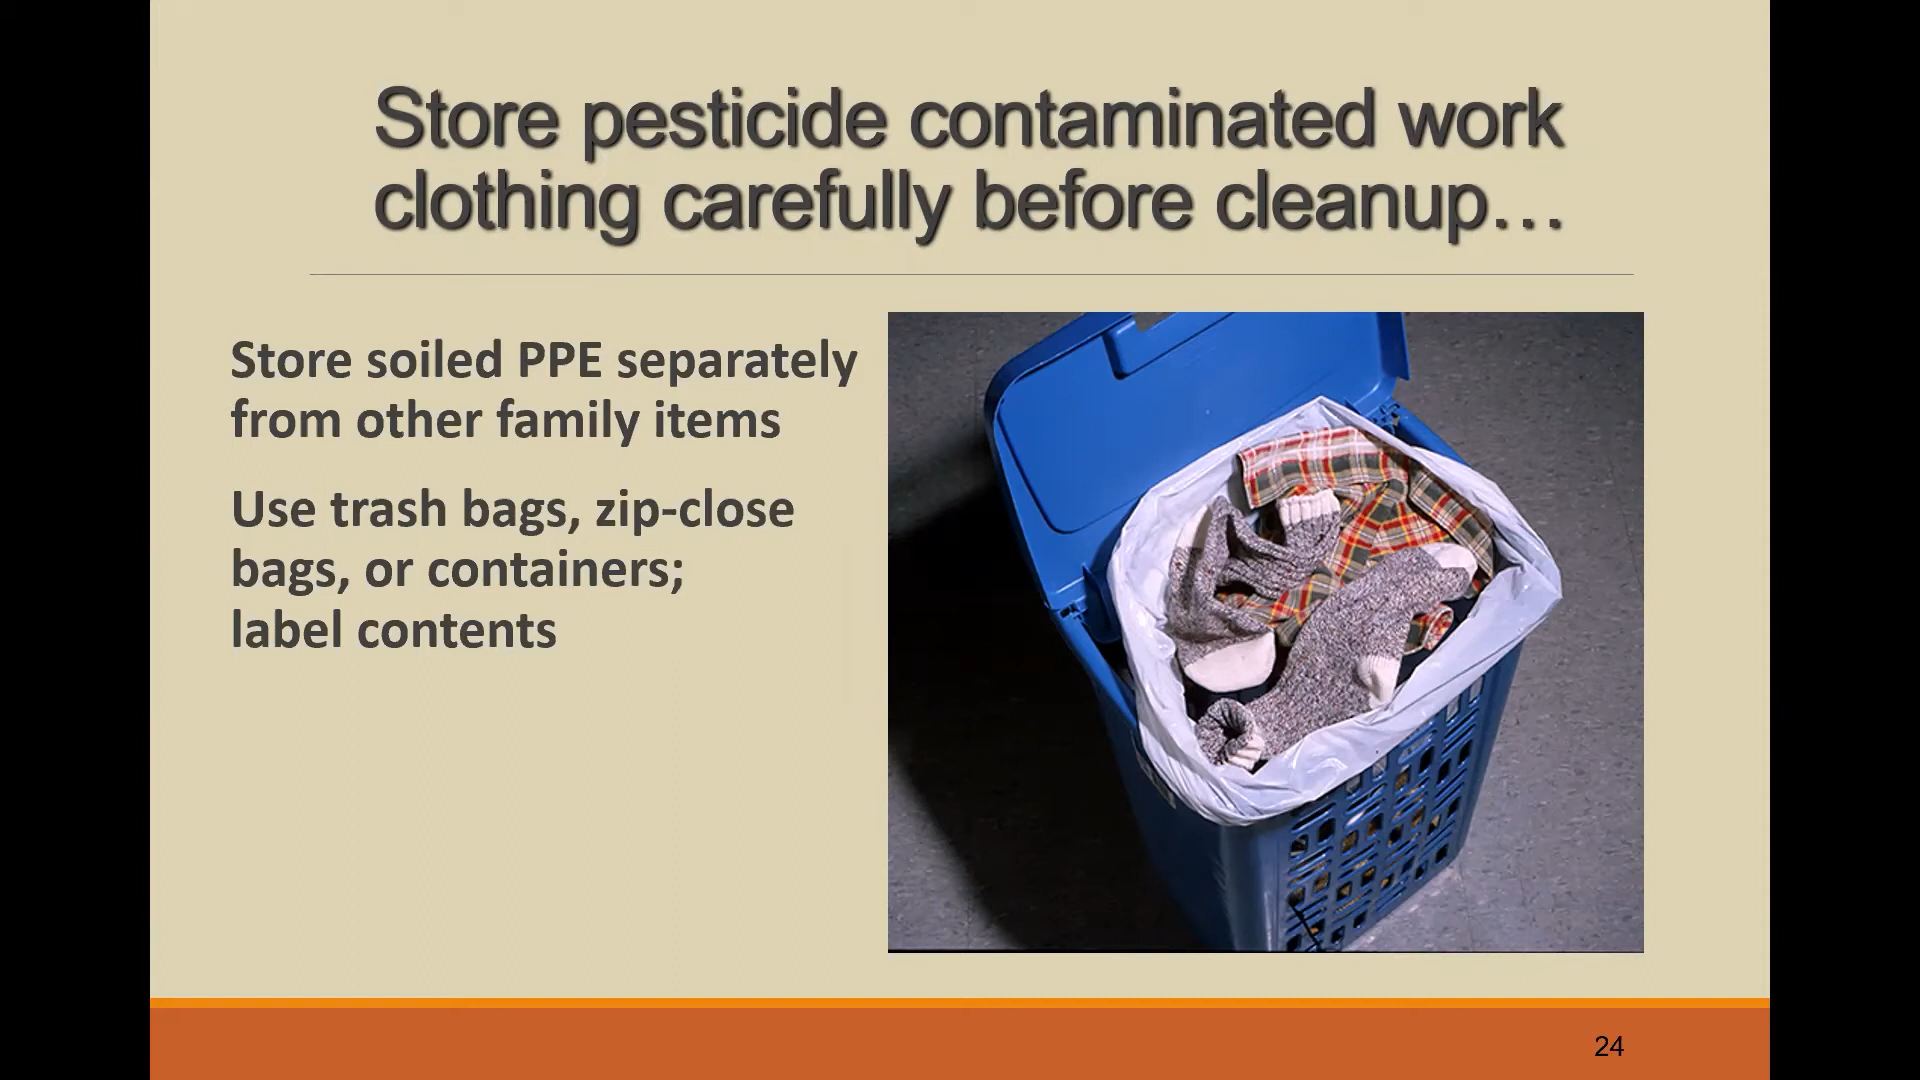 Store pesticide contaminated work
clothing carefully before cleanup…
Store soiled PPE separately
from other family items
Use trash bags, zip-close
bags, or containers;
label contents
24